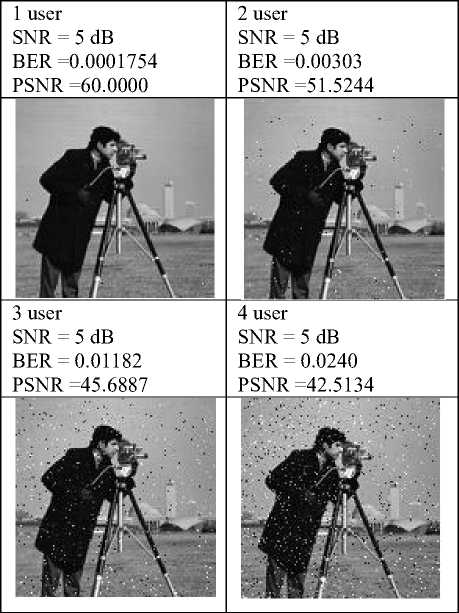 1 user
SNR = 5 dB
BER =0.0001754
PSNR =60.0000
2 user
SNR = 5 dB
BER =0.00303
PSNR =51.5244
3 user
SNR = 5 dB
BER = 0.01182
PSNR =45.6887
4 user
SNR = 5 dB
BER = 0.0240
PSNR =42.5134